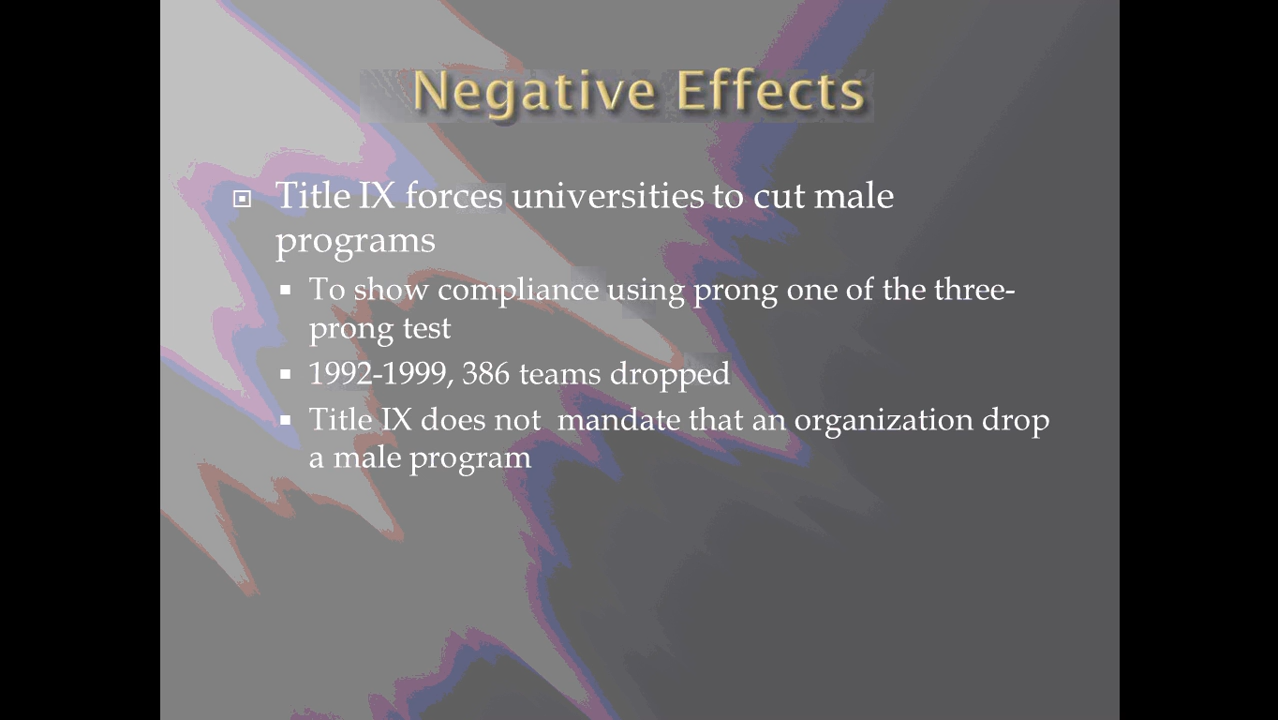 Negative Effects
Title IX forces universities to cut male
programs
To show compliance using prong one of the three-
prong test
1992-1999, 386 teams dropped
Title IX does not  mandate that an organization drop
a male program